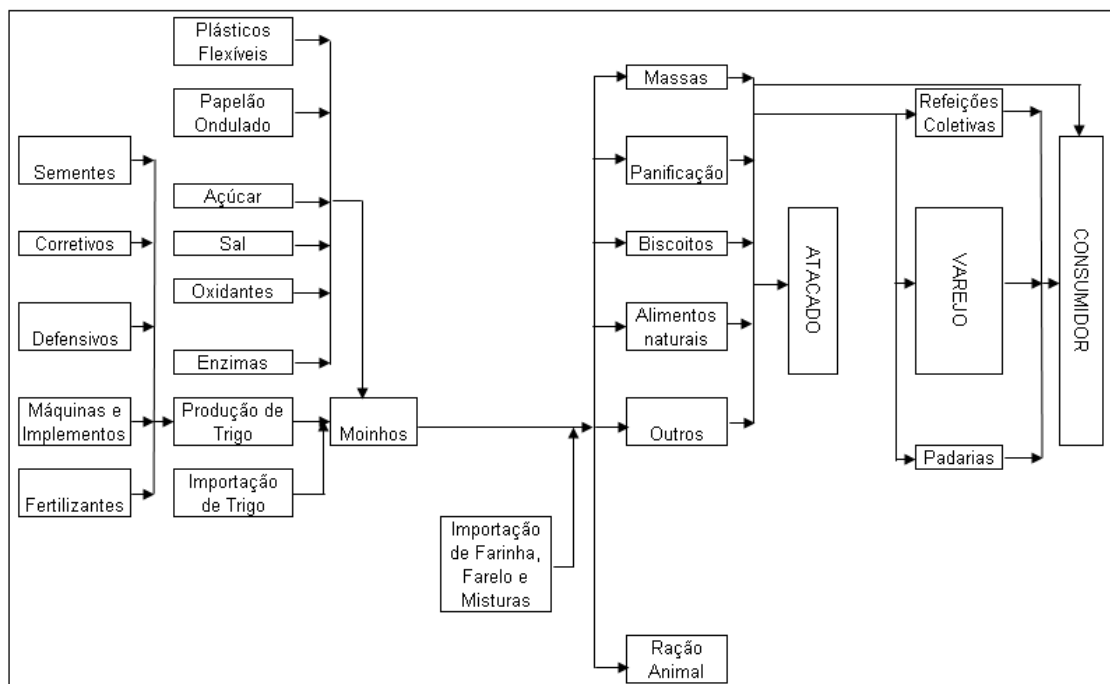 Sementes
Corretivos
Defensivos
Máquinas e
Implementos
Fertilizantes
Plásticos
Flexíveis
Papelão
Ondulado
Açúcar
Sal
Oxidantes
Enzimas
Produção de
Trigo
Importação
de Trigo
Moinhos
Importação
de Farinha,
Farelo e
Misturas
Massas
Panificação
Biscoitos
Alimentos
naturais
Outros
Ração
Animal
ATACADO
Refeições
Coletivas
VAREJO
Padarias
CONSUMIDOR